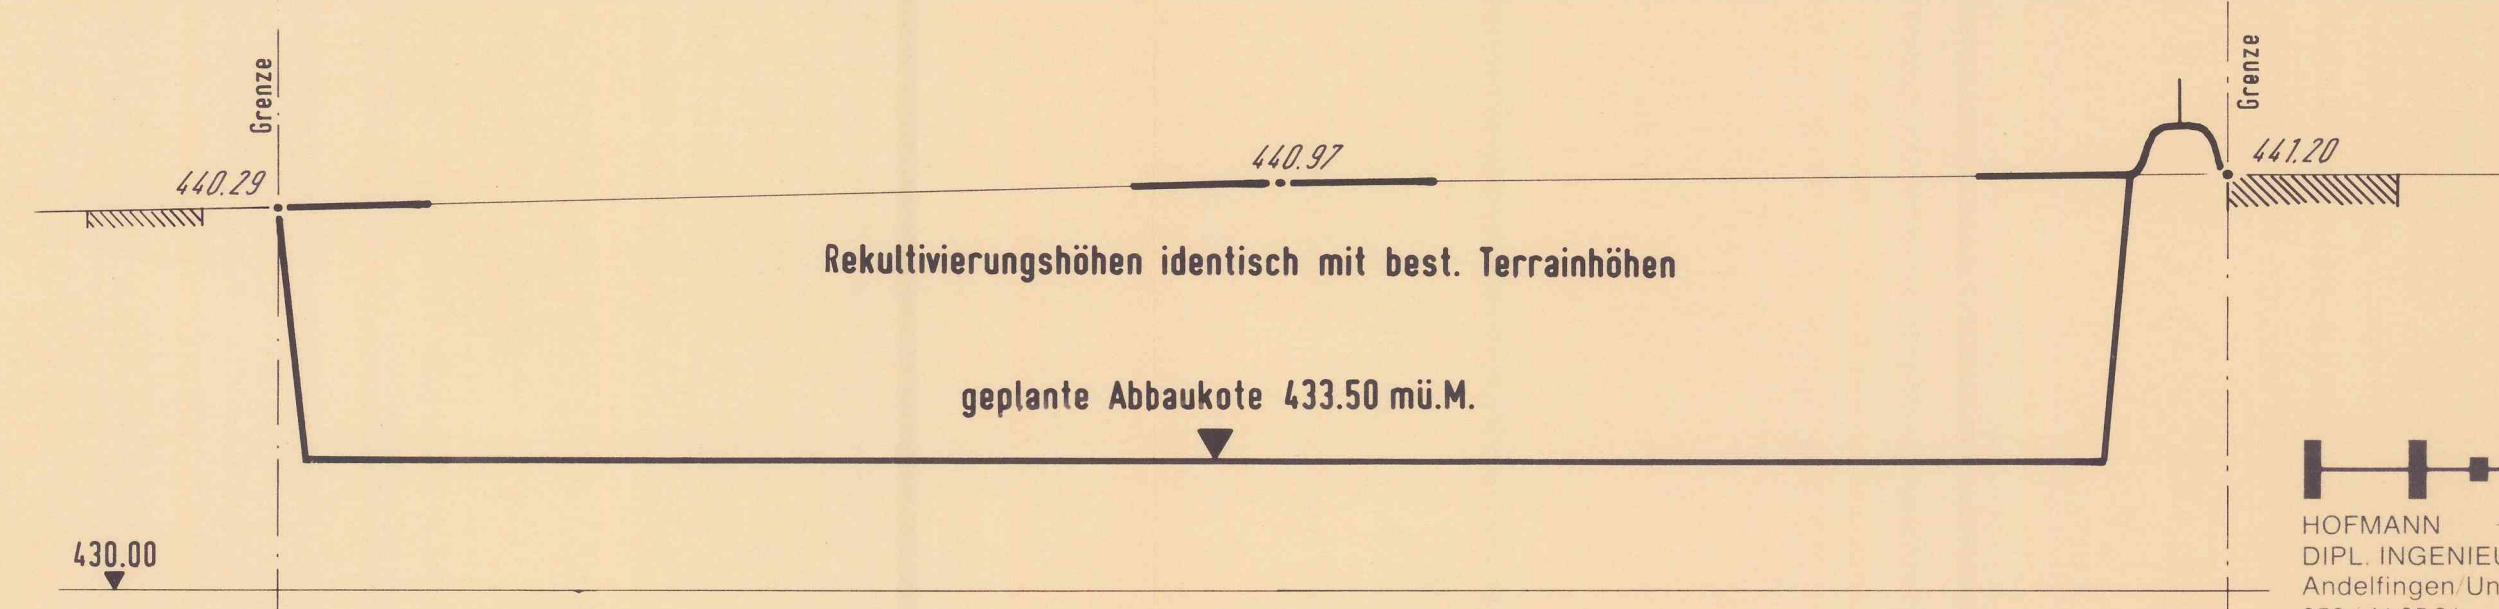 Grenze
Grenze
440.29
440.97
441.20
Rekultivierungshöhen identisch mit best. Terrainhöhen
geplante Abbaukote 433.50 mü.M.
430.00
HOFMANN
DIPL. INGENIEU
Andelfingen/Un